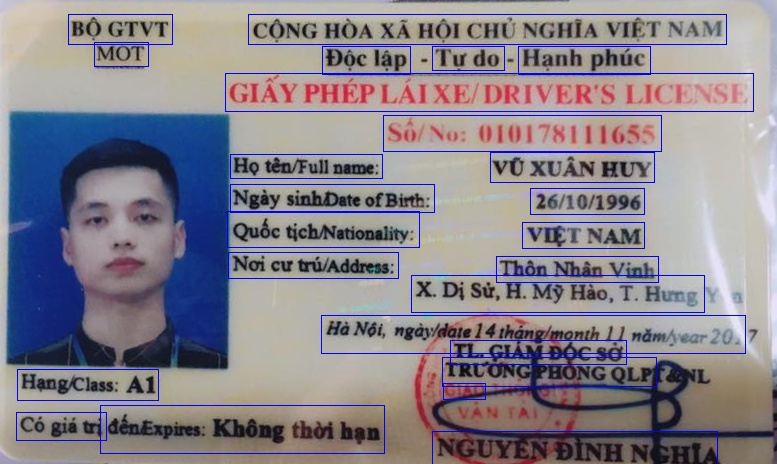 BỘ GTVT
MOT
CỘNG HÒA XÃ HỘI CHỦ NGHĨA VIỆT NAM
Độc lập - Tự do - Hạnh phúc
GIẤY PHÉP LÁI XE/ DRIVER'S LICENSE
Số/No: 010178111655
Họ tên/Full name: VŨ XUÂN HUY
Ngày sinh/Date of Birth: 26/10/1996
Quốc tịch/Nationality: VIỆT NAM
Nơi cư trú/Address: Thôn Nhân Vinh
X. Dị Sử, H. Mỹ Hào, T. Hưng Yên
Hà Nội, ngày/date 14 tháng/month 11 năm/year 2017
TL. GIÁM ĐỐC SỞ
TRƯỞNG PHÒNG QLPT&NL
Hạng/Class: A1
GIAO THÔNG
VẬN TẢI
Có giá trị đến/Expires: Không thời hạn
NGUYỄN ĐÌNH NGHĨA